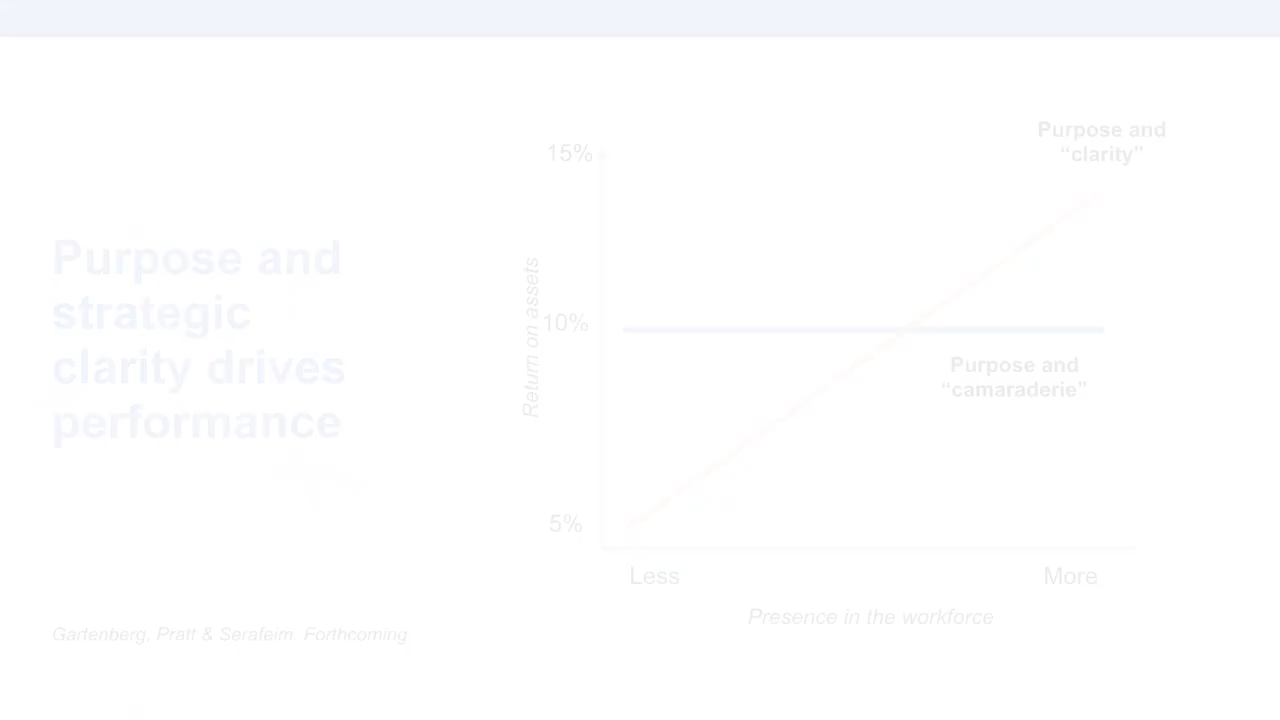 Purpose and
strategic
clarity drives
performance
Gartenberg, Pratt & Serafeim. Forthcoming
Purpose and
“clarity”
15%
10%
5%
Return on assets
Purpose and
“camaraderie”
Less
More
Presence in the workforce